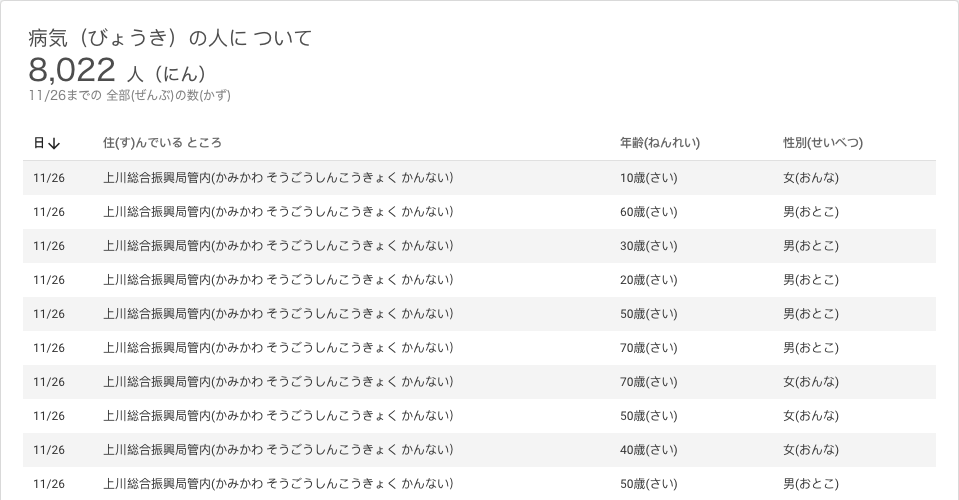 病気（びょうき）の人に ついて
8,022 人（にん）
11/26までの 全部(ぜんぶ)の数(かず)
日↓ 住(す)んでいる ところ 年齢(ねんれい) 性別(せいべつ)
11/26 上川総合振興局管内(かみかわ そうごうしんこうきょく かんない) 10歳(さい) 女(おんな)
11/26 上川総合振興局管内(かみかわ そうごうしんこうきょく かんない) 60歳(さい) 男(おとこ)
11/26 上川総合振興局管内(かみかわ そうごうしんこうきょく かんない) 30歳(さい) 男(おとこ)
11/26 上川総合振興局管内(かみかわ そうごうしんこうきょく かんない) 20歳(さい) 男(おとこ)
11/26 上川総合振興局管内(かみかわ そうごうしんこうきょく かんない) 50歳(さい) 男(おとこ)
11/26 上川総合振興局管内(かみかわ そうごうしんこうきょく かんない) 70歳(さい) 男(おとこ)
11/26 上川総合振興局管内(かみかわ そうごうしんこうきょく かんない) 70歳(さい) 女(おんな)
11/26 上川総合振興局管内(かみかわ そうごうしんこうきょく かんない) 50歳(さい) 女(おんな)
11/26 上川総合振興局管内(かみかわ そうごうしんこうきょく かんない) 40歳(さい) 女(おんな)
11/26 上川総合振興局管内(かみかわ そうごうしんこうきょく かんない) 50歳(さい) 男(おとこ)